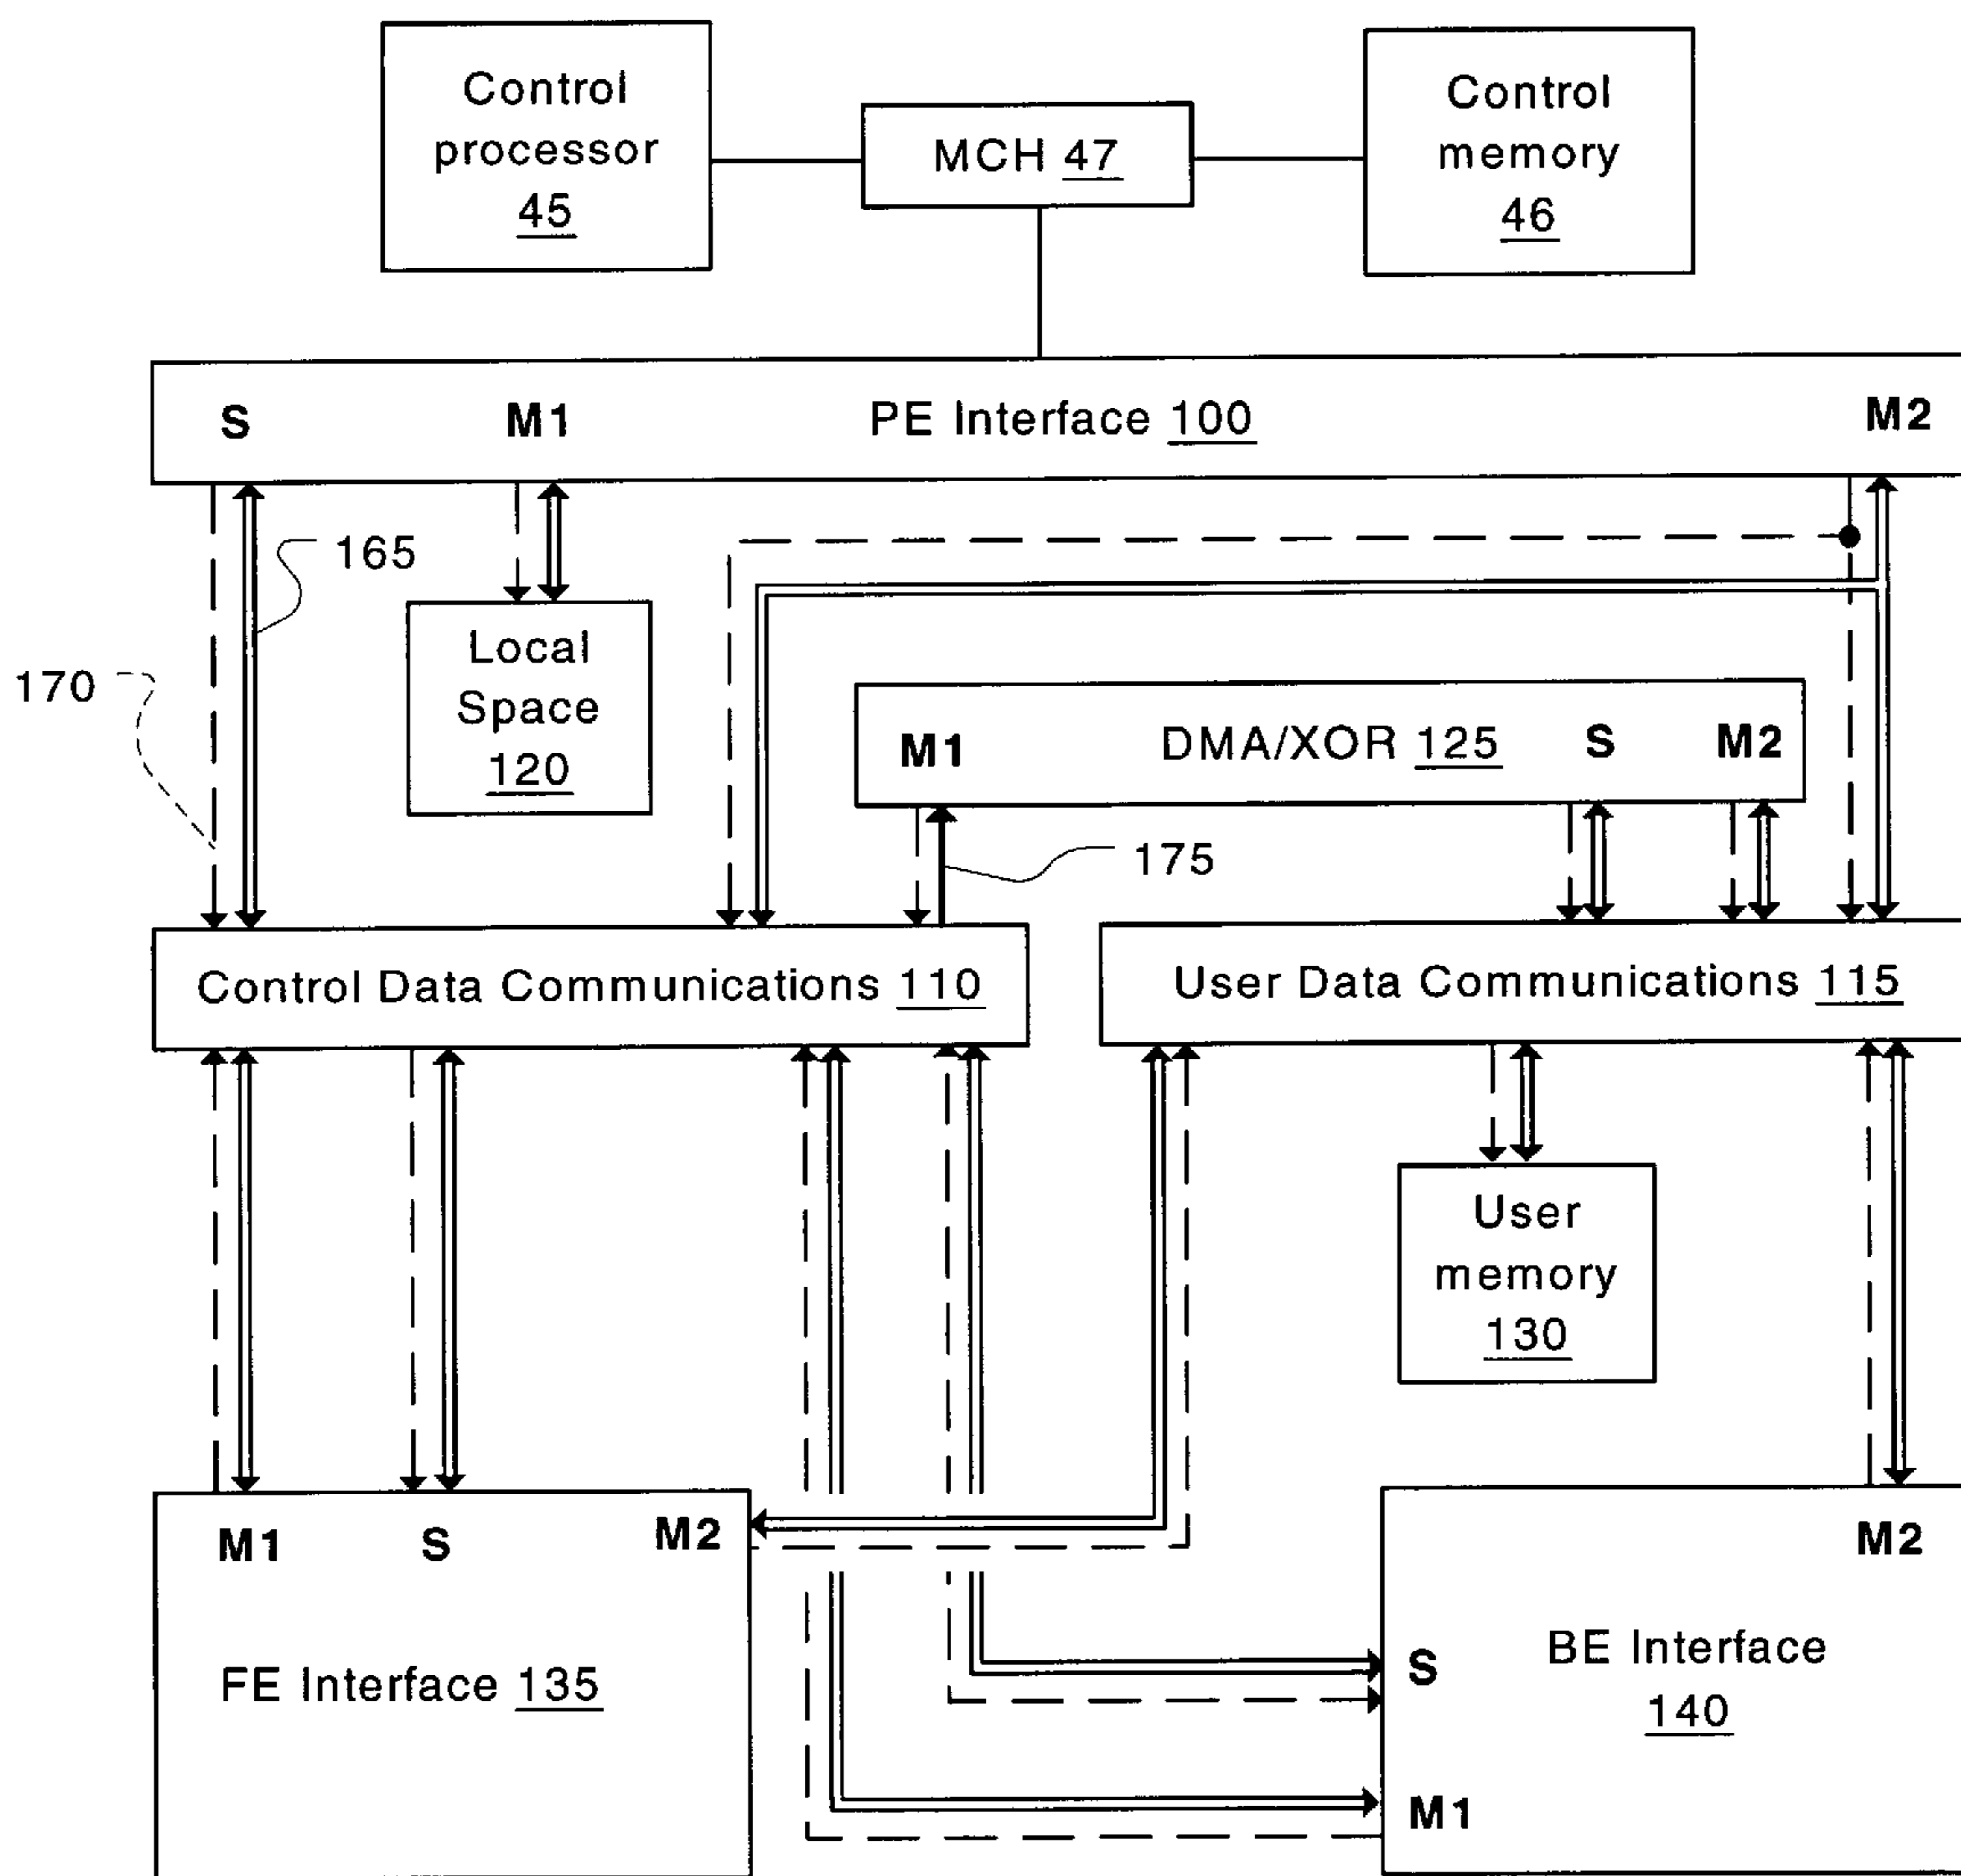 Control
processor
45
MCH 47
Control
memory
46
S
M1
PE Interface 100
M2
165
170
Local
Space
120
M1
DMA/XOR 125
S
M2
175
Control Data Communications 110
User Data Communications 115
User
memory
130
M1
S
M2
FE Interface 135
M2
S
BE Interface
140
M1